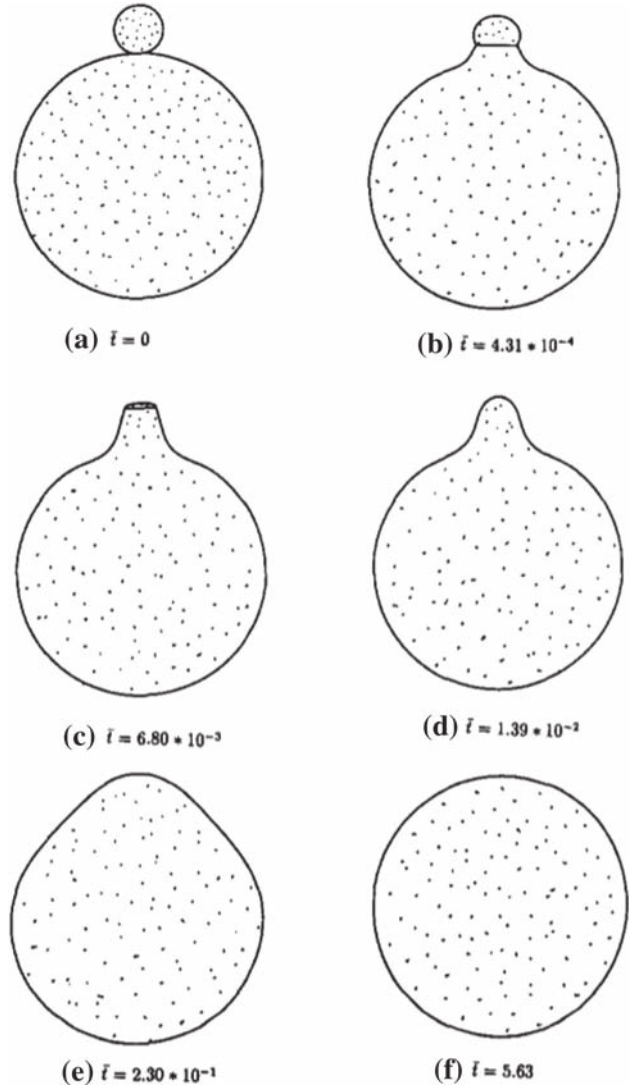 (a) t̄ = 0
(b) t̄ = 4.31 * 10⁻⁴
(c) t̄ = 6.80 * 10⁻³
(d) t̄ = 1.39 * 10⁻²
(e) t̄ = 2.30 * 10⁻¹
(f) t̄ = 5.63